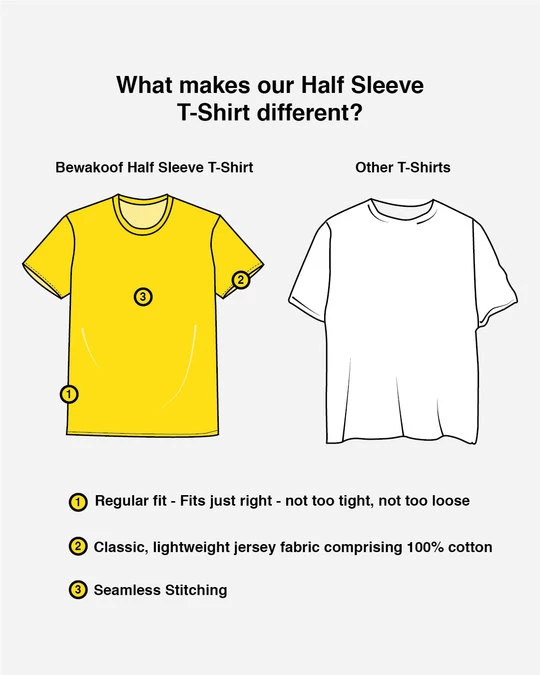 What makes our Half Sleeve
T-Shirt different?
Bewakoof Half Sleeve T-Shirt
Other T-Shirts
2
3
1
1 Regular fit - Fits just right - not too tight, not too loose
2 Classic, lightweight jersey fabric comprising 100% cotton
3 Seamless Stitching